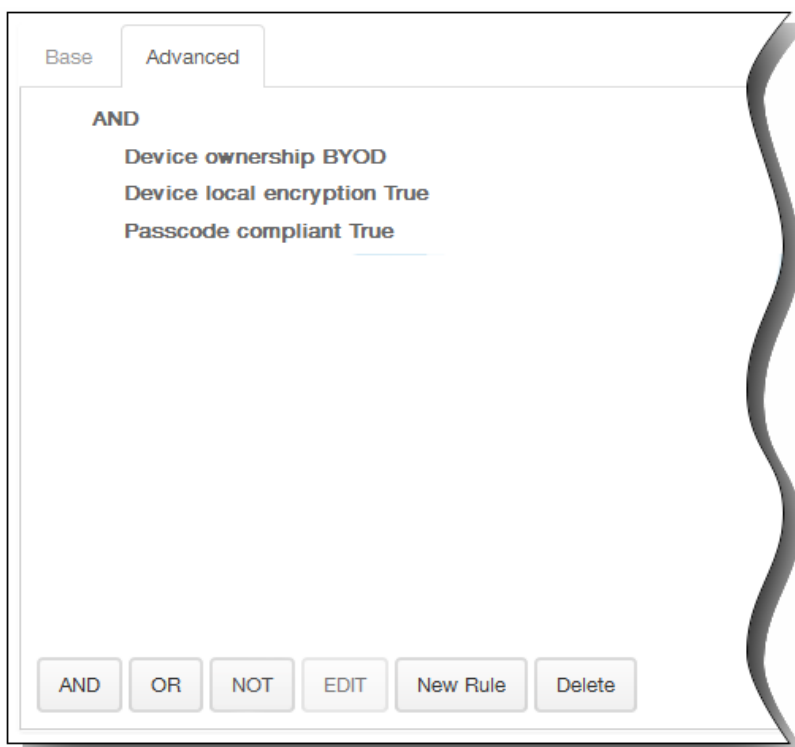 Base Advanced
AND
Device ownership BYOD
Device local encryption True
Passcode compliant True
AND OR NOT EDIT New Rule Delete